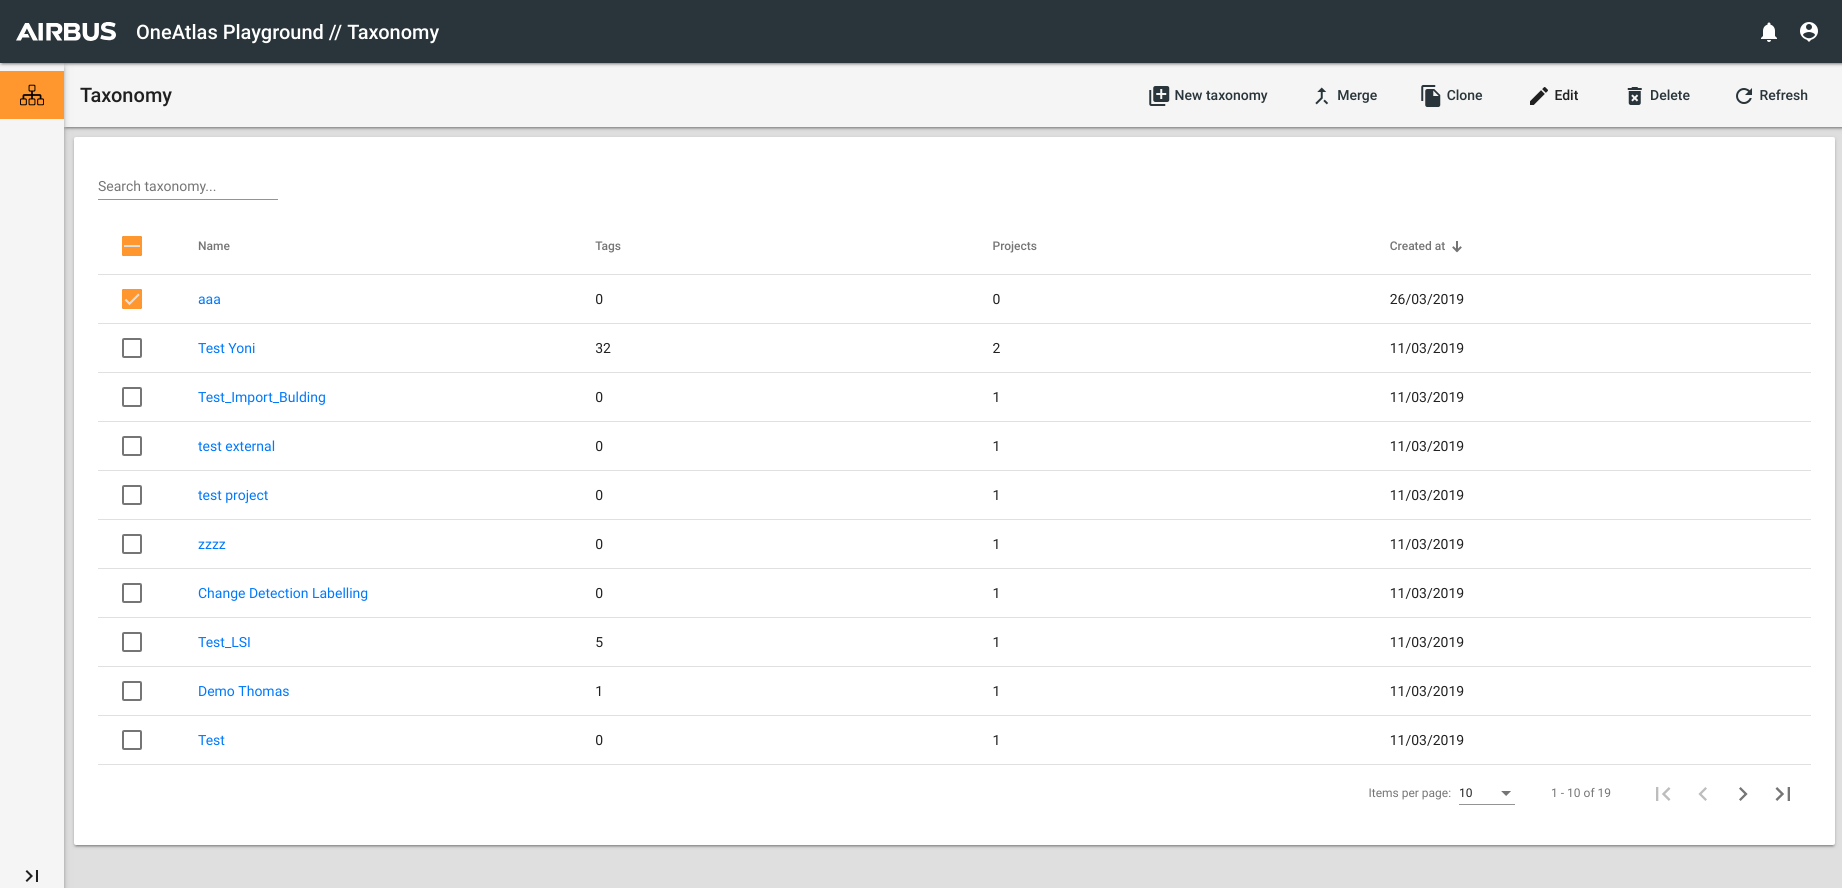 AIRBUS OneAtlas Playground // Taxonomy
Taxonomy New taxonomy Merge Clone Edit Delete Refresh
Search taxonomy...
Name Tags Projects Created at
aaa 0 0 26/03/2019
Test Yoni 32 2 11/03/2019
Test_Import_Bulding 0 1 11/03/2019
test external 0 1 11/03/2019
test project 0 1 11/03/2019
zzzz 0 1 11/03/2019
Change Detection Labelling 0 1 11/03/2019
Test_LSI 5 1 11/03/2019
Demo Thomas 1 1 11/03/2019
Test 0 1 11/03/2019
Items per page: 10 1 - 10 of 19